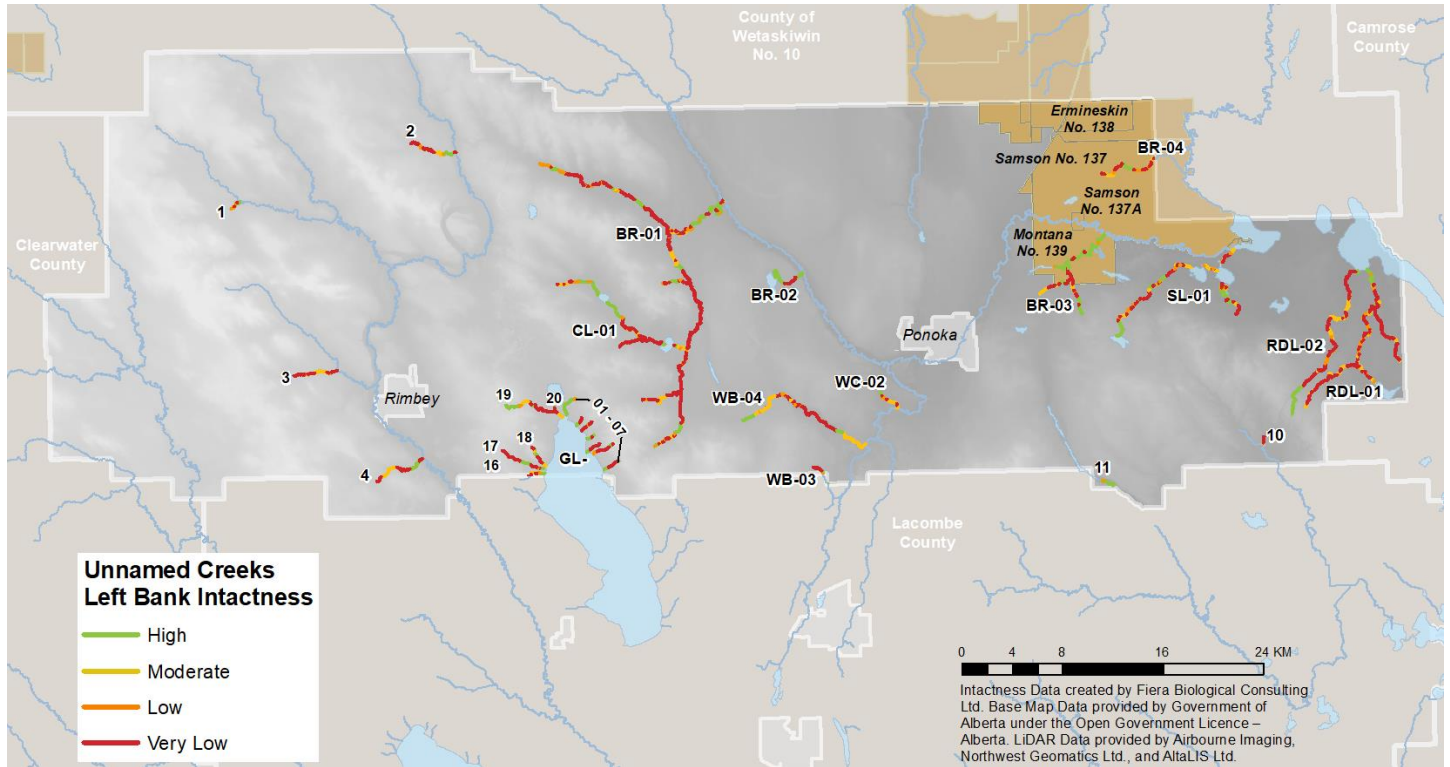 County of
Wetaskiwin
No. 10
Camrose
County
Ermineskin
No. 138
2
BR-04
Samson No. 137
Samson
No. 137A
1
BR-01
Montana
No. 139
Clearwater
County
BR-02
BR-03
SL-01
CL-01
Ponoka
RDL-02
3
WC-02
Rimbey
19
20
01 - 07
WB-04
RDL-01
10
17
18
16
GL-
4
WB-03
11
Lacombe
County
Unnamed Creeks
Left Bank Intactness
High
Moderate
Low
Very Low
0 4 8 16 24 KM
Intactness Data created by Fiera Biological Consulting
Ltd. Base Map Data provided by Government of
Alberta under the Open Government Licence –
Alberta. LiDAR Data provided by Airbourne Imaging,
Northwest Geomatics Ltd., and AltaLIS Ltd.